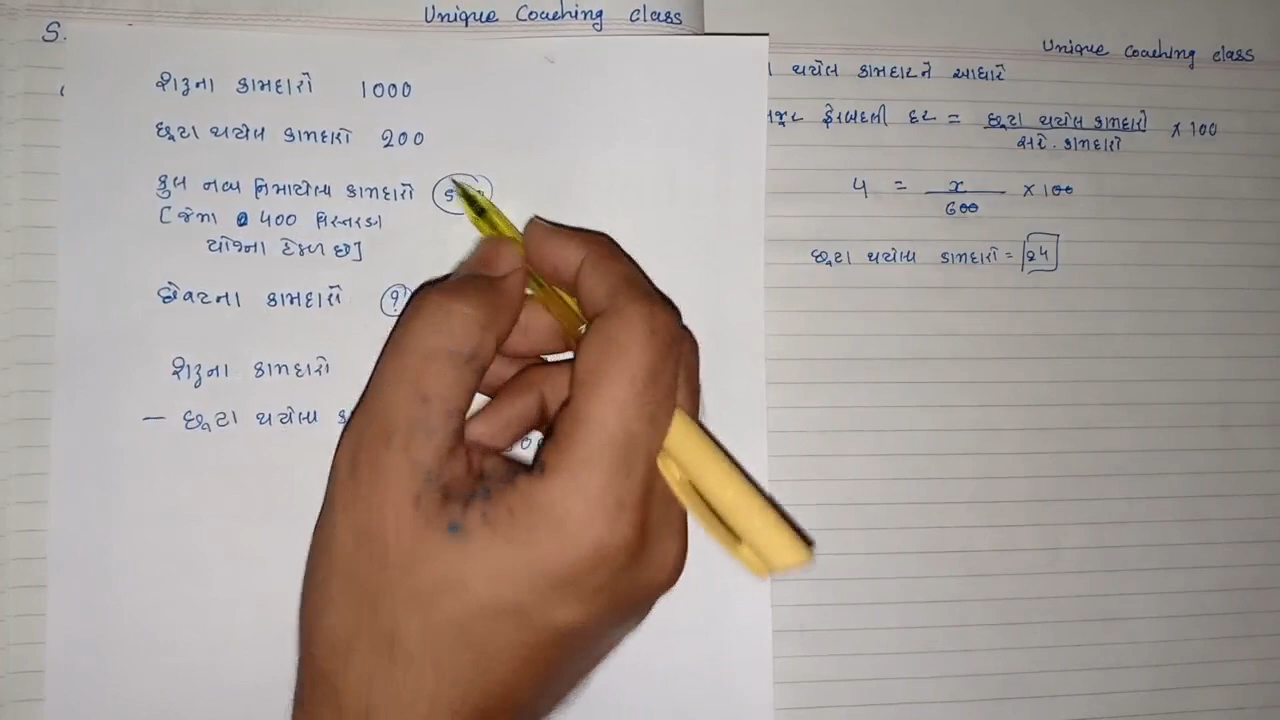 Unique Coaching class
S.
શરૂના કામદારો 1000
છૂટા થયેલ કામદારો 200
કુલ નવા નિમાયેલા કામદારો
[જેમા 400 વિસ્તરણ
યોજના હેઠળ છે]
છેવટના કામદારો ?
શરૂના કામદારો
— છૂટા થયેલા
Unique Coaching class
થયેલ કામદારને આધારે
ફેરબદલી દર = છૂટા થયેલ કામદારો × 100
સરે. કામદારો
4 = x × 100
600
છૂટા થયેલા કામદારો = 24